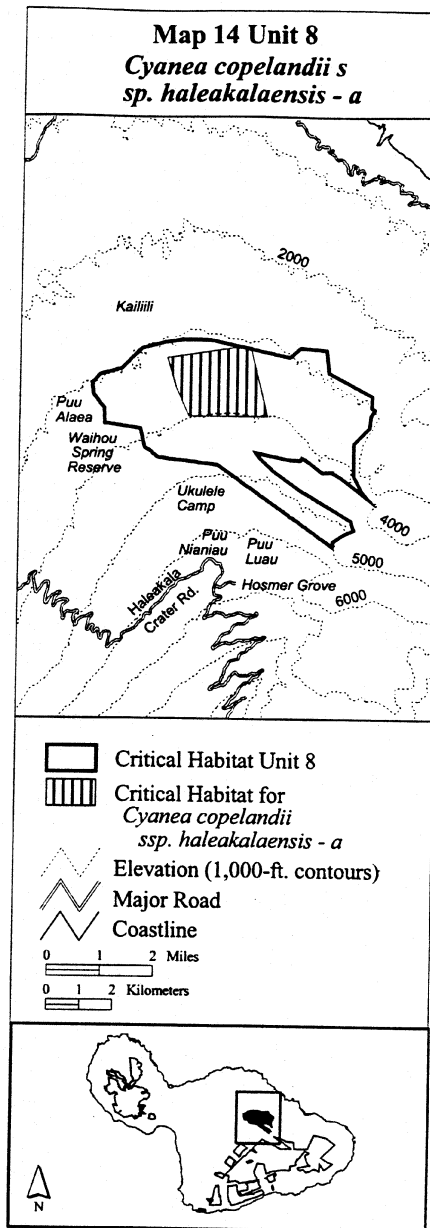 Map 14 Unit 8
Cyanea copelandii s
sp. haleakalaensis - a
2000
Kailiili
Puu
Alaea
Waihou
Spring
Reserve
Ukulele
Camp
4000
Puu
Nianiau
Puu
Luau
5000
Haleakala
Crater Rd.
Hosmer Grove
6000
Critical Habitat Unit 8
Critical Habitat for
Cyanea copelandii
ssp. haleakalaensis - a
Elevation (1,000-ft. contours)
Major Road
Coastline
0 1 2 Miles
0 1 2 Kilometers
N